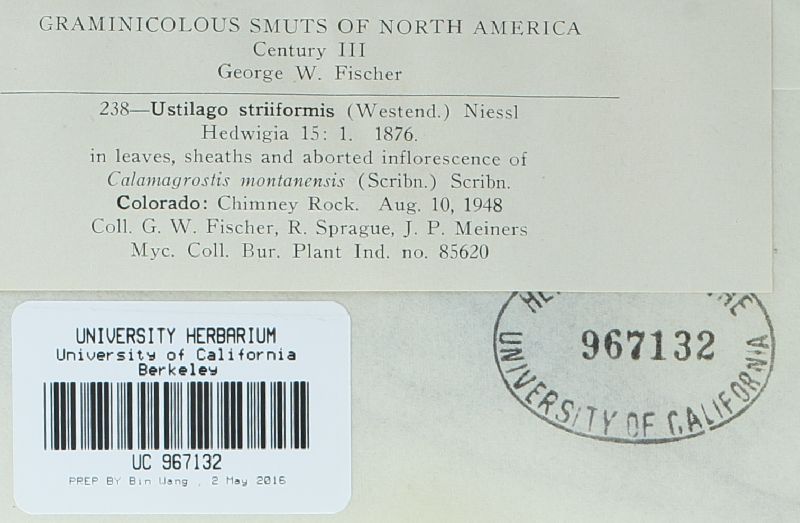 GRAMINICOLOUS SMUTS OF NORTH AMERICA
Century III
George W. Fischer
238—Ustilago striiformis (Westend.) Niessl
Hedwigia 15: 1. 1876.
in leaves, sheaths and aborted inflorescence of
Calamagrostis montanensis (Scribn.) Scribn.
Colorado: Chimney Rock. Aug. 10, 1948
Coll. G. W. Fischer, R. Sprague, J. P. Meiners
Myc. Coll. Bur. Plant Ind. no. 85620
UNIVERSITY HERBARIUM
University of California
Berkeley
UC 967132
PREP BY Bin Wang , 2 May 2016
967132
UNIVERSITY OF CALIFORNIA